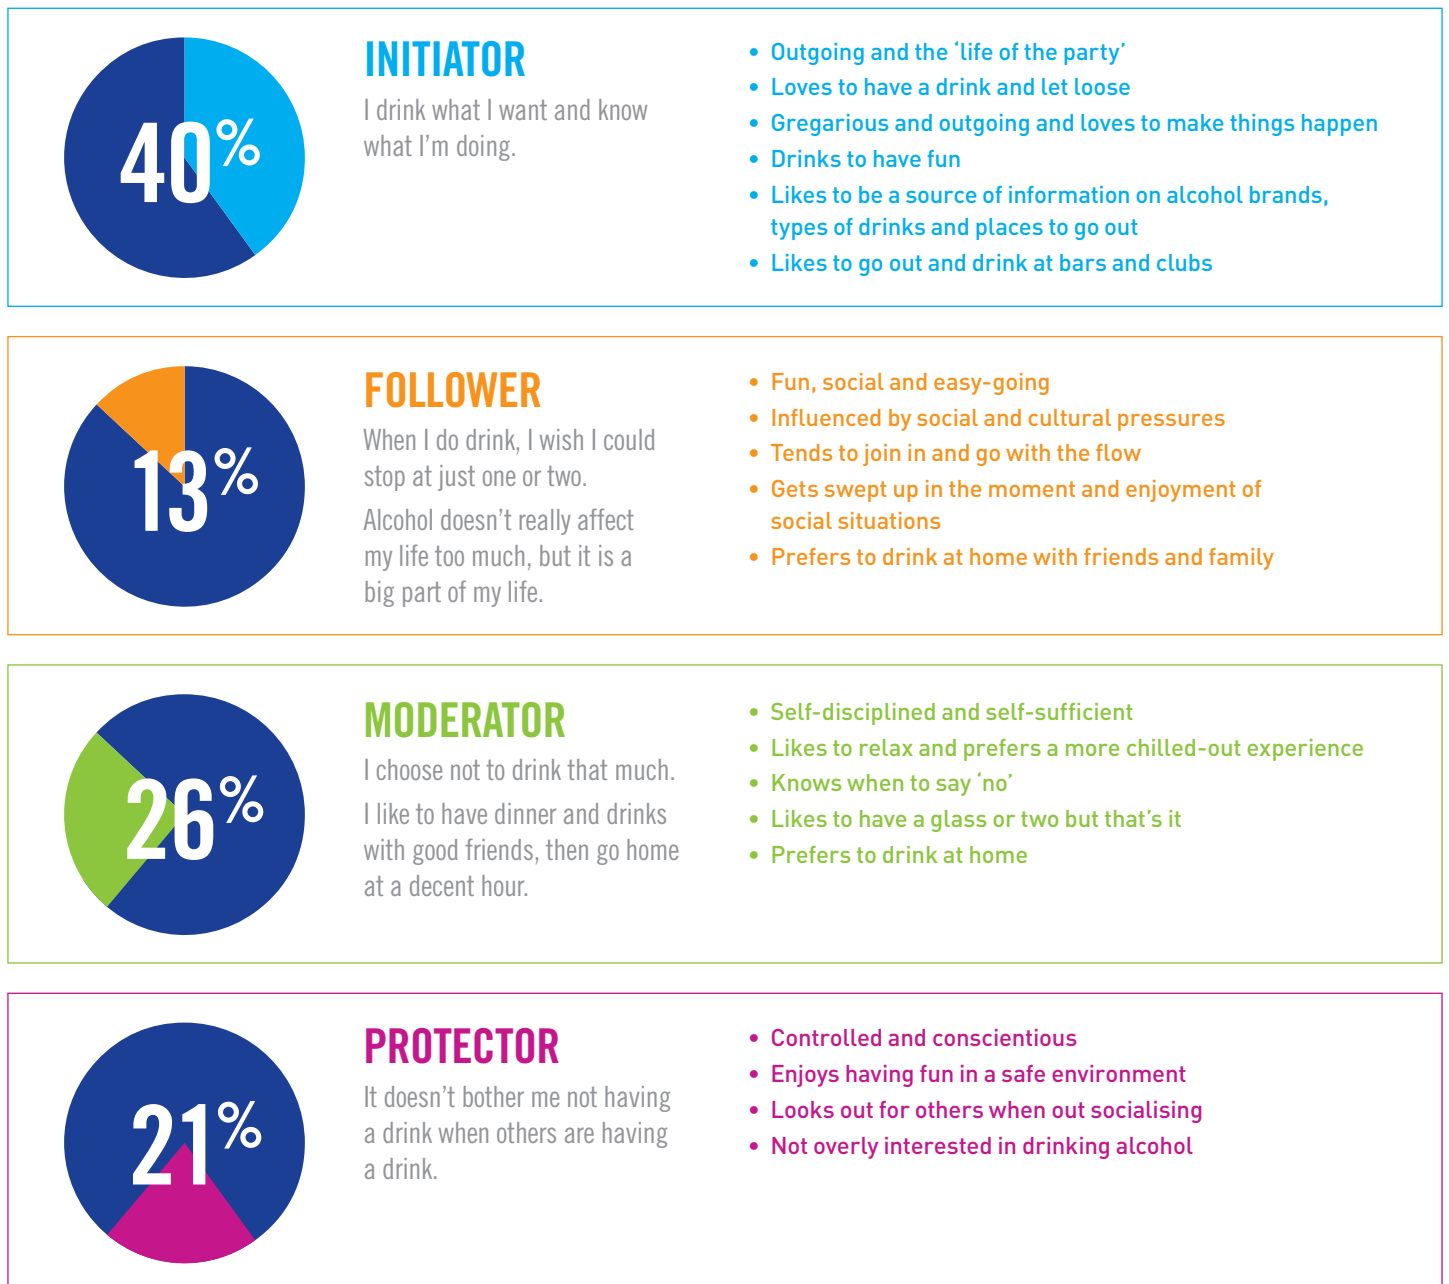 40%
INITIATOR
I drink what I want and know
what I’m doing.
• Outgoing and the ‘life of the party’
• Loves to have a drink and let loose
• Gregarious and outgoing and loves to make things happen
• Drinks to have fun
• Likes to be a source of information on alcohol brands,
types of drinks and places to go out
• Likes to go out and drink at bars and clubs
13%
FOLLOWER
When I do drink, I wish I could
stop at just one or two.
Alcohol doesn’t really affect
my life too much, but it is a
big part of my life.
• Fun, social and easy-going
• Influenced by social and cultural pressures
• Tends to join in and go with the flow
• Gets swept up in the moment and enjoyment of
social situations
• Prefers to drink at home with friends and family
26%
MODERATOR
I choose not to drink that much.
I like to have dinner and drinks
with good friends, then go home
at a decent hour.
• Self-disciplined and self-sufficient
• Likes to relax and prefers a more chilled-out experience
• Knows when to say ‘no’
• Likes to have a glass or two but that’s it
• Prefers to drink at home
21%
PROTECTOR
It doesn’t bother me not having
a drink when others are having
a drink.
• Controlled and conscientious
• Enjoys having fun in a safe environment
• Looks out for others when out socialising
• Not overly interested in drinking alcohol